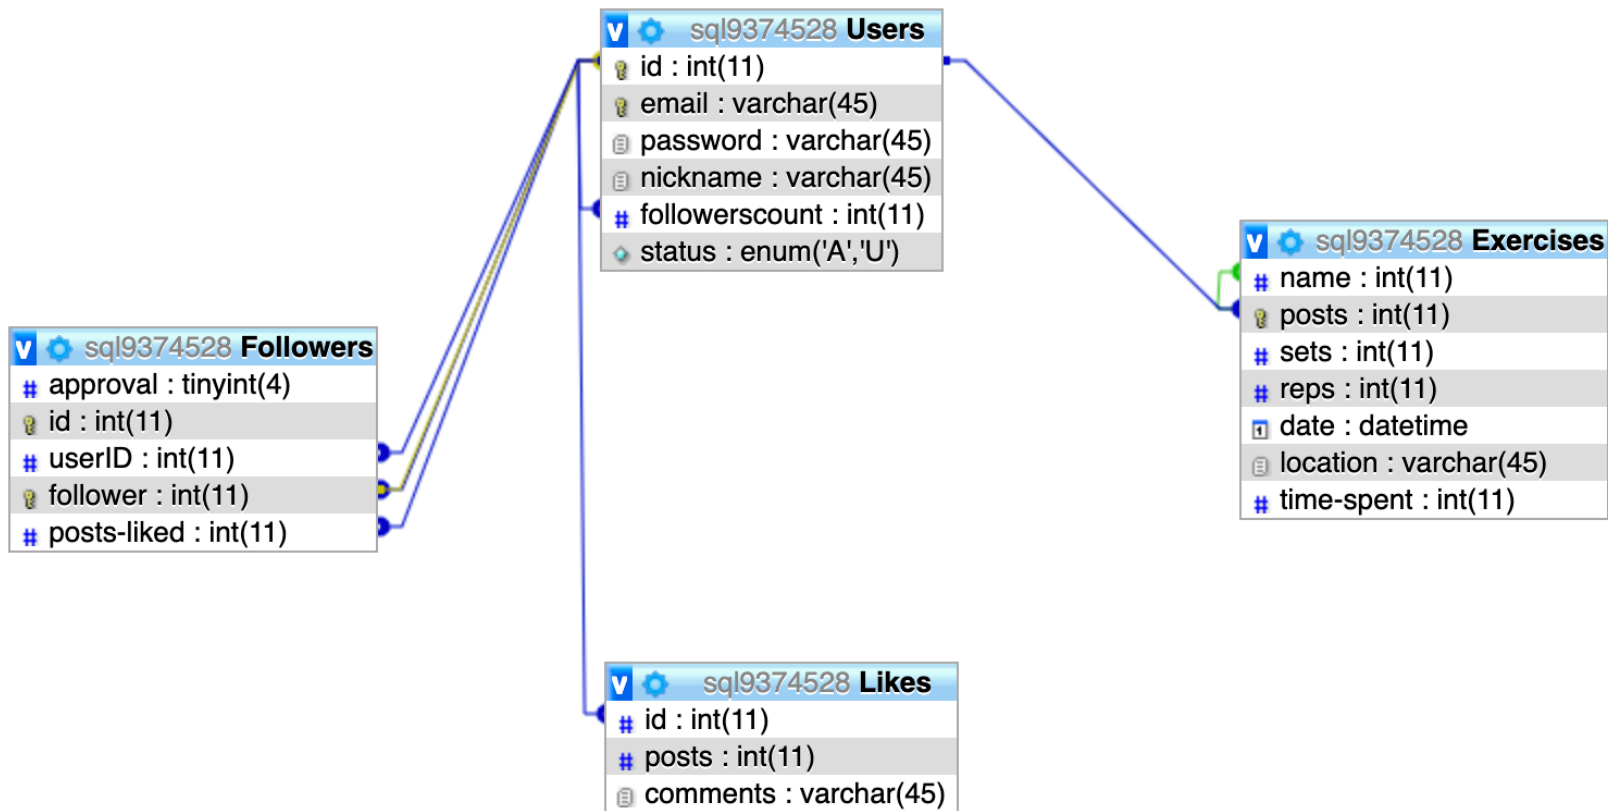 v sql9374528 Users
id : int(11)
email : varchar(45)
password : varchar(45)
nickname : varchar(45)
# followerscount : int(11)
status : enum('A','U')
v sql9374528 Followers
# approval : tinyint(4)
id : int(11)
# userID : int(11)
follower : int(11)
# posts-liked : int(11)
v sql9374528 Exercises
# name : int(11)
posts : int(11)
# sets : int(11)
# reps : int(11)
1 date : datetime
location : varchar(45)
# time-spent : int(11)
v sql9374528 Likes
# id : int(11)
# posts : int(11)
comments : varchar(45)